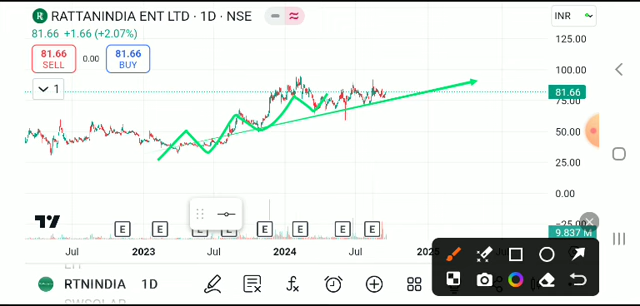 RATTANINDIA ENT LTD · 1D · NSE
INR
81.66 +1.66 (+2.07%)
81.66 0.00 81.66
SELL BUY
1
125.00
100.00
81.66
75.00
50.00
25.00
0.00
-25.00
9.837 M
E E E E E E E E
Jul 2023 Jul 2024 Jul 2025
RTNINDIA 1D